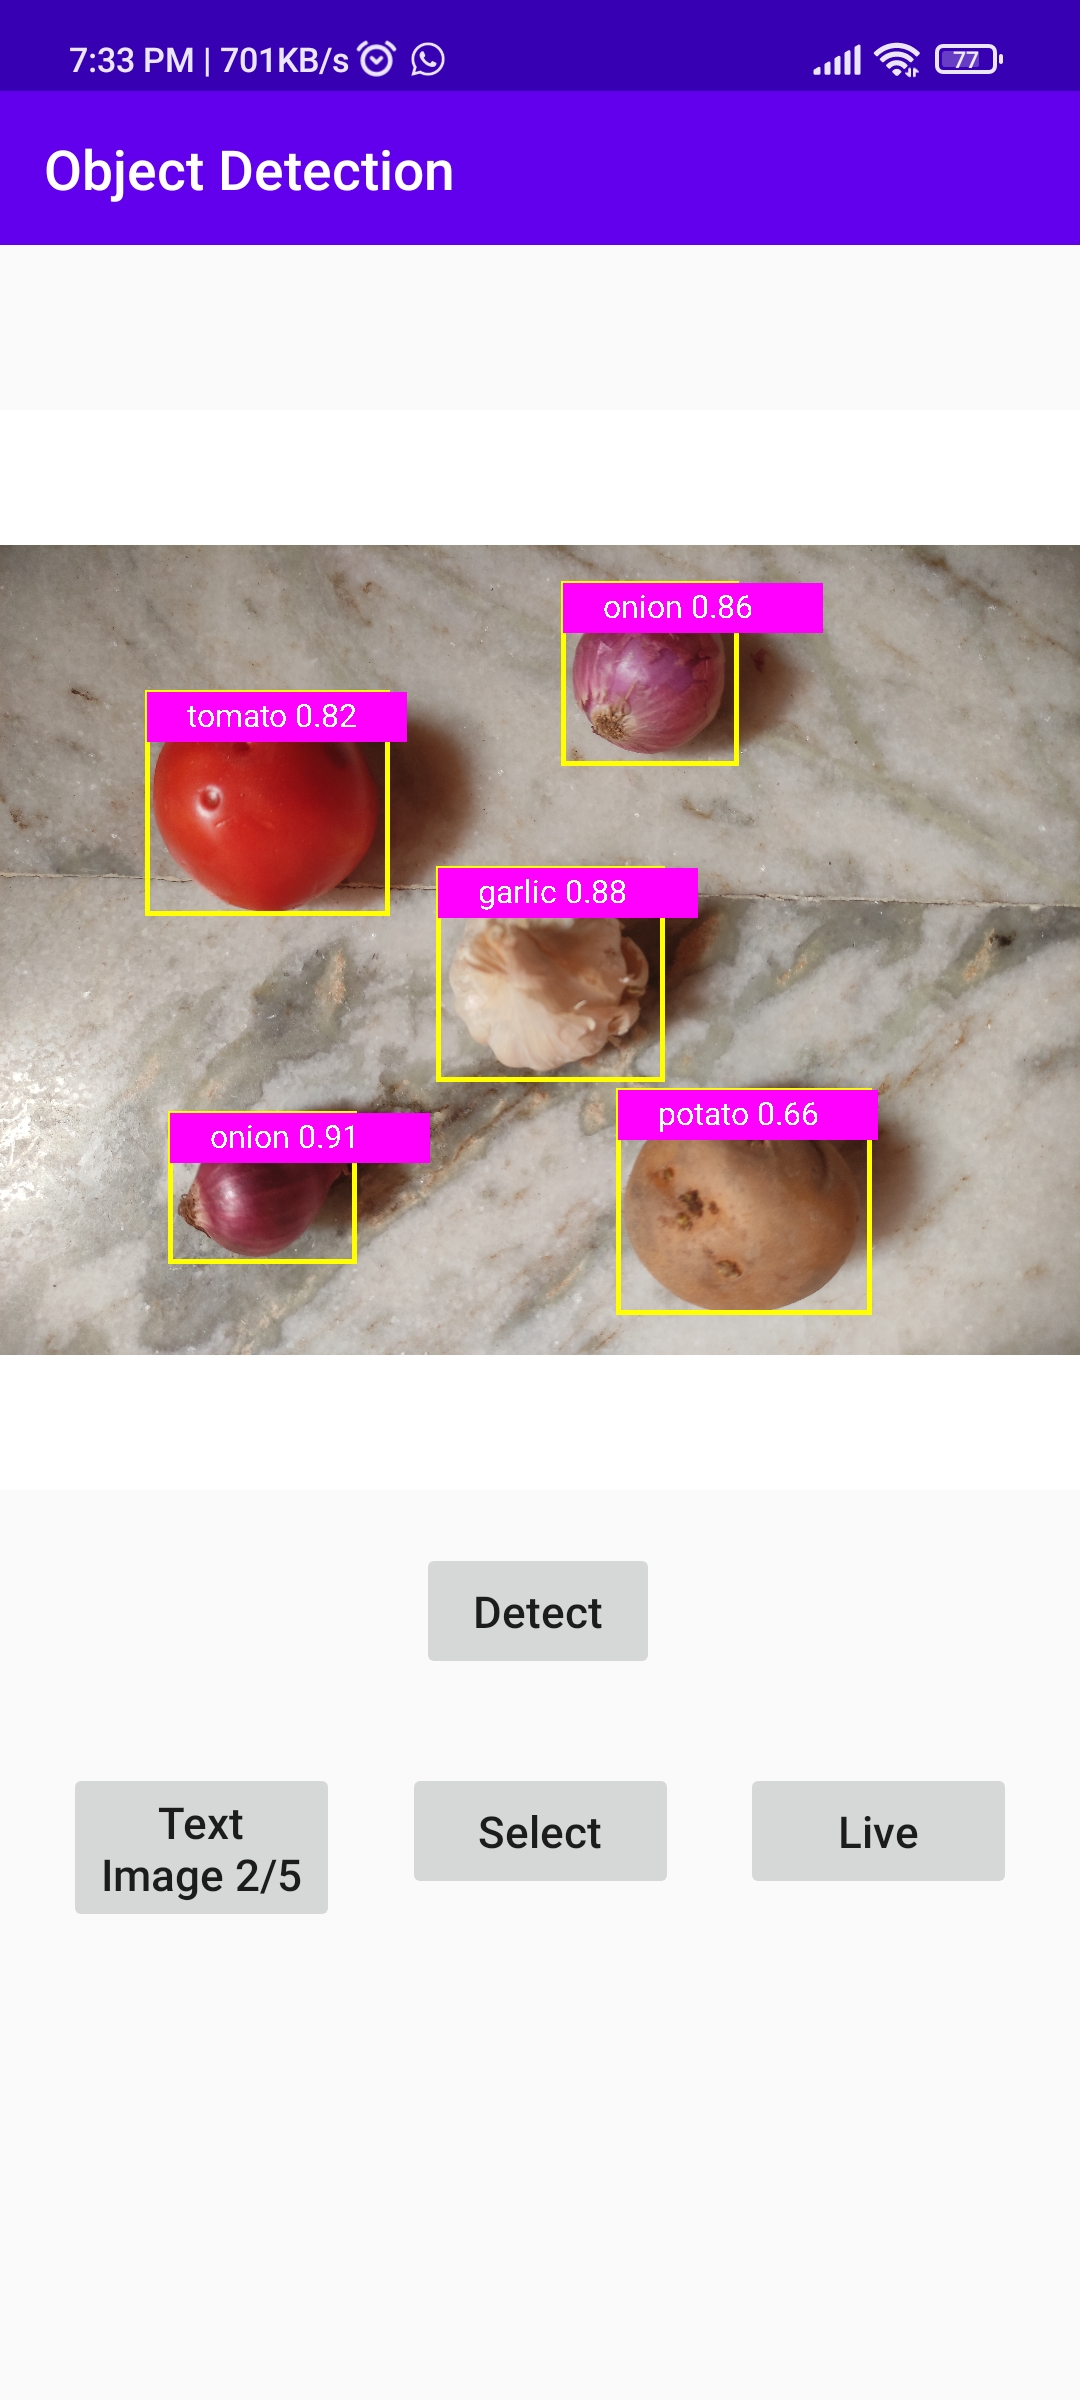 7:33 PM | 701KB/s
77
Object Detection
onion 0.86
tomato 0.82
garlic 0.88
potato 0.66
onion 0.91
Detect
Text
Image 2/5
Select
Live